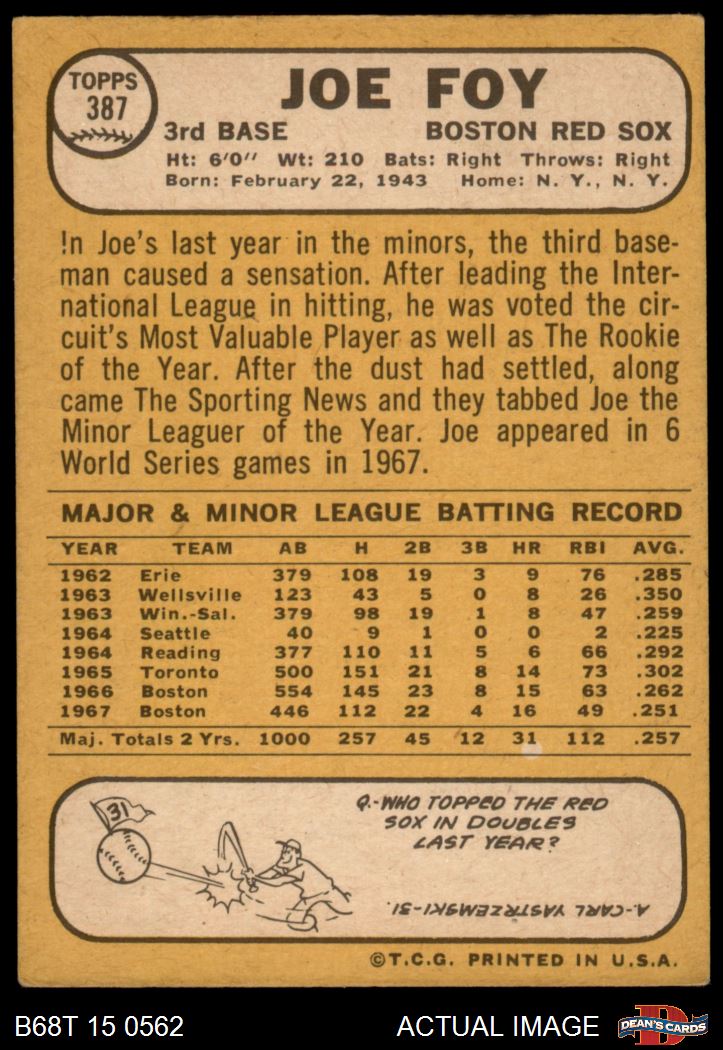 TOPPS
387
JOE FOY
3rd BASE BOSTON RED SOX
Ht: 6'0" Wt: 210 Bats: Right Throws: Right
Born: February 22, 1943 Home: N. Y., N. Y.
In Joe's last year in the minors, the third base-
man caused a sensation. After leading the Inter-
national League in hitting, he was voted the cir-
cuit's Most Valuable Player as well as The Rookie
of the Year. After the dust had settled, along
came The Sporting News and they tabbed Joe the
Minor Leaguer of the Year. Joe appeared in 6
World Series games in 1967.
MAJOR & MINOR LEAGUE BATTING RECORD
YEAR TEAM AB H 2B 3B HR RBI AVG.
1962 Erie 379 108 19 3 9 76 .285
1963 Wellsville 123 43 5 0 8 26 .350
1963 Win.-Sal. 379 98 19 1 8 47 .259
1964 Seattle 40 9 1 0 0 2 .225
1964 Reading 377 110 11 5 6 66 .292
1965 Toronto 500 151 21 8 14 73 .302
1966 Boston 554 145 23 8 15 63 .262
1967 Boston 446 112 22 4 16 49 .251
Maj. Totals 2 Yrs. 1000 257 45 12 31 112 .257
31
Q.-WHO TOPPED THE RED
SOX IN DOUBLES
LAST YEAR?
A.-CARL YASTRZEMSKI-31.
©T.C.G. PRINTED IN U.S.A.
B68T 15 0562 ACTUAL IMAGE
D
DEAN'S CARDS